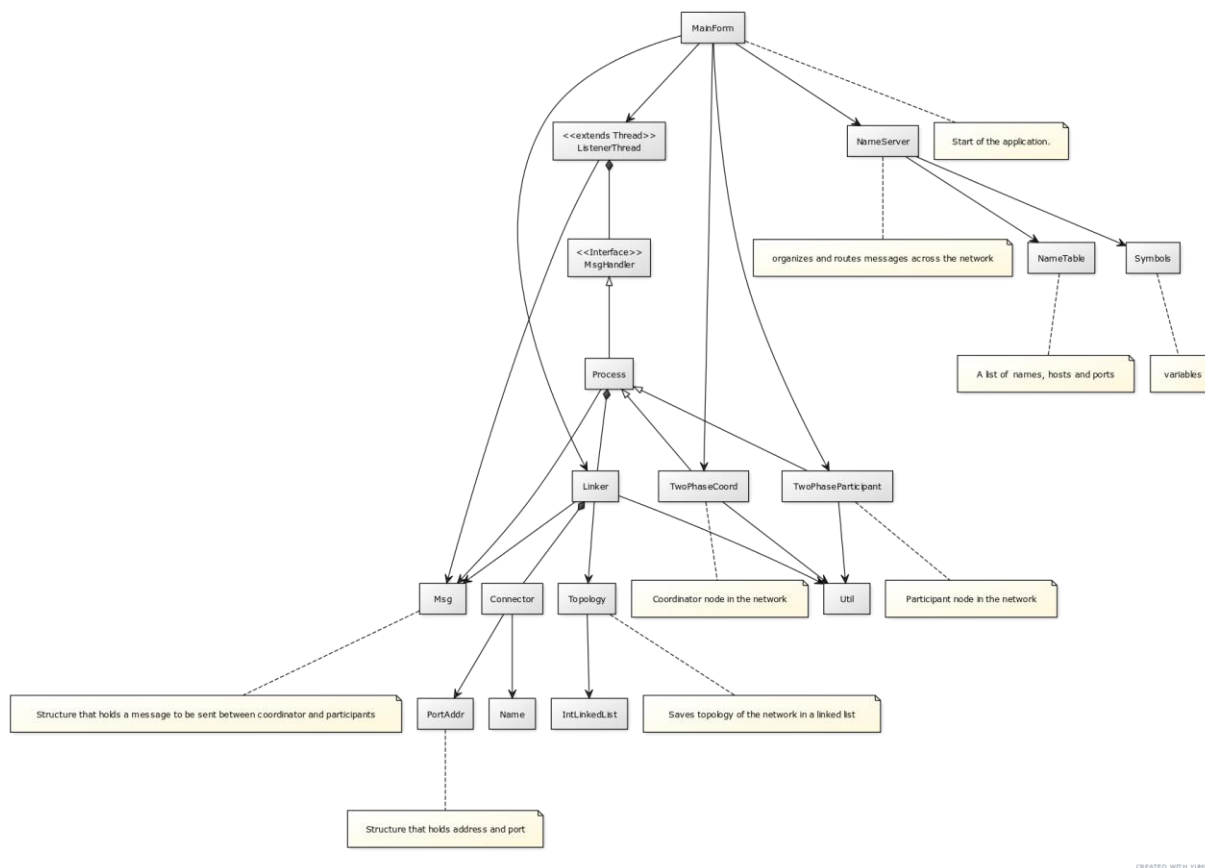 MainForm
<<extends Thread>>
ListenerThread
NameServer
Start of the application.
<<Interface>>
MsgHandler
organizes and routes messages across the network
NameTable
Symbols
Process
A list of names, hosts and ports
variables
Linker
TwoPhaseCoord
TwoPhaseParticipant
Msg
Connector
Topology
Coordinator node in the network
Util
Participant node in the network
Structure that holds a message to be sent between coordinator and participants
PortAddr
Name
IntLinkedList
Saves topology of the network in a linked list
Structure that holds address and port
CREATED WITH